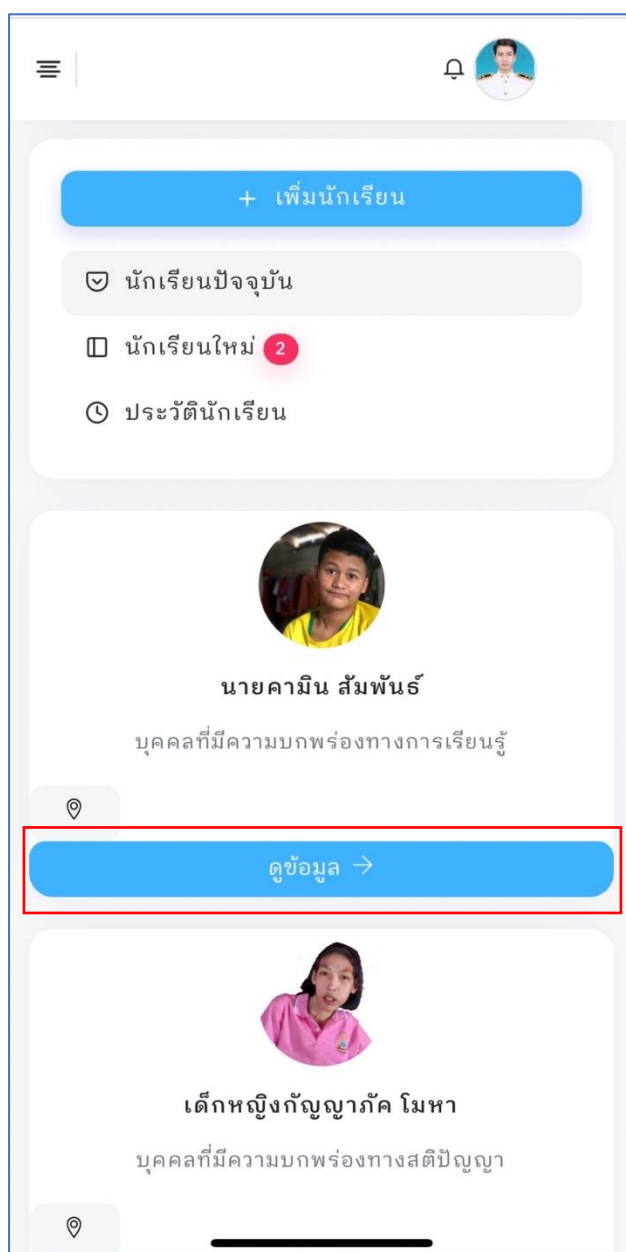 + เพิ่มนักเรียน
นักเรียนปัจจุบัน
นักเรียนใหม่ 2
ประวัตินักเรียน
นายคามิน สัมพันธ์
บุคคลที่มีความบกพร่องทางการเรียนรู้
ดูข้อมูล →
เด็กหญิงกัญญาภัค โมหา
บุคคลที่มีความบกพร่องทางสติปัญญา